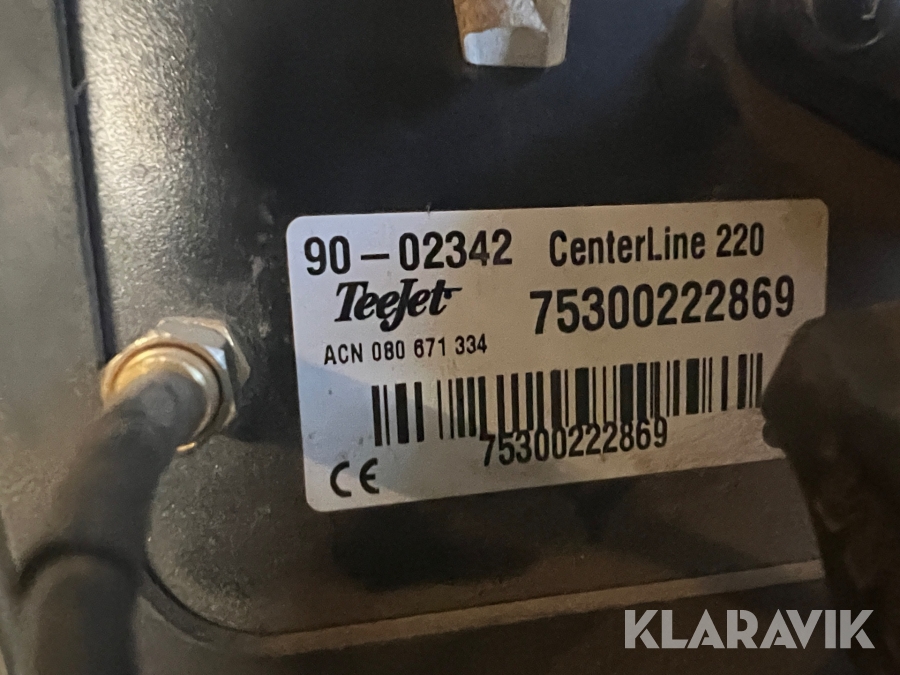 90-02342 CenterLine 220
TeeJet 75300222869
ACN 080 671 334
75300222869
CE
KLARAVIK